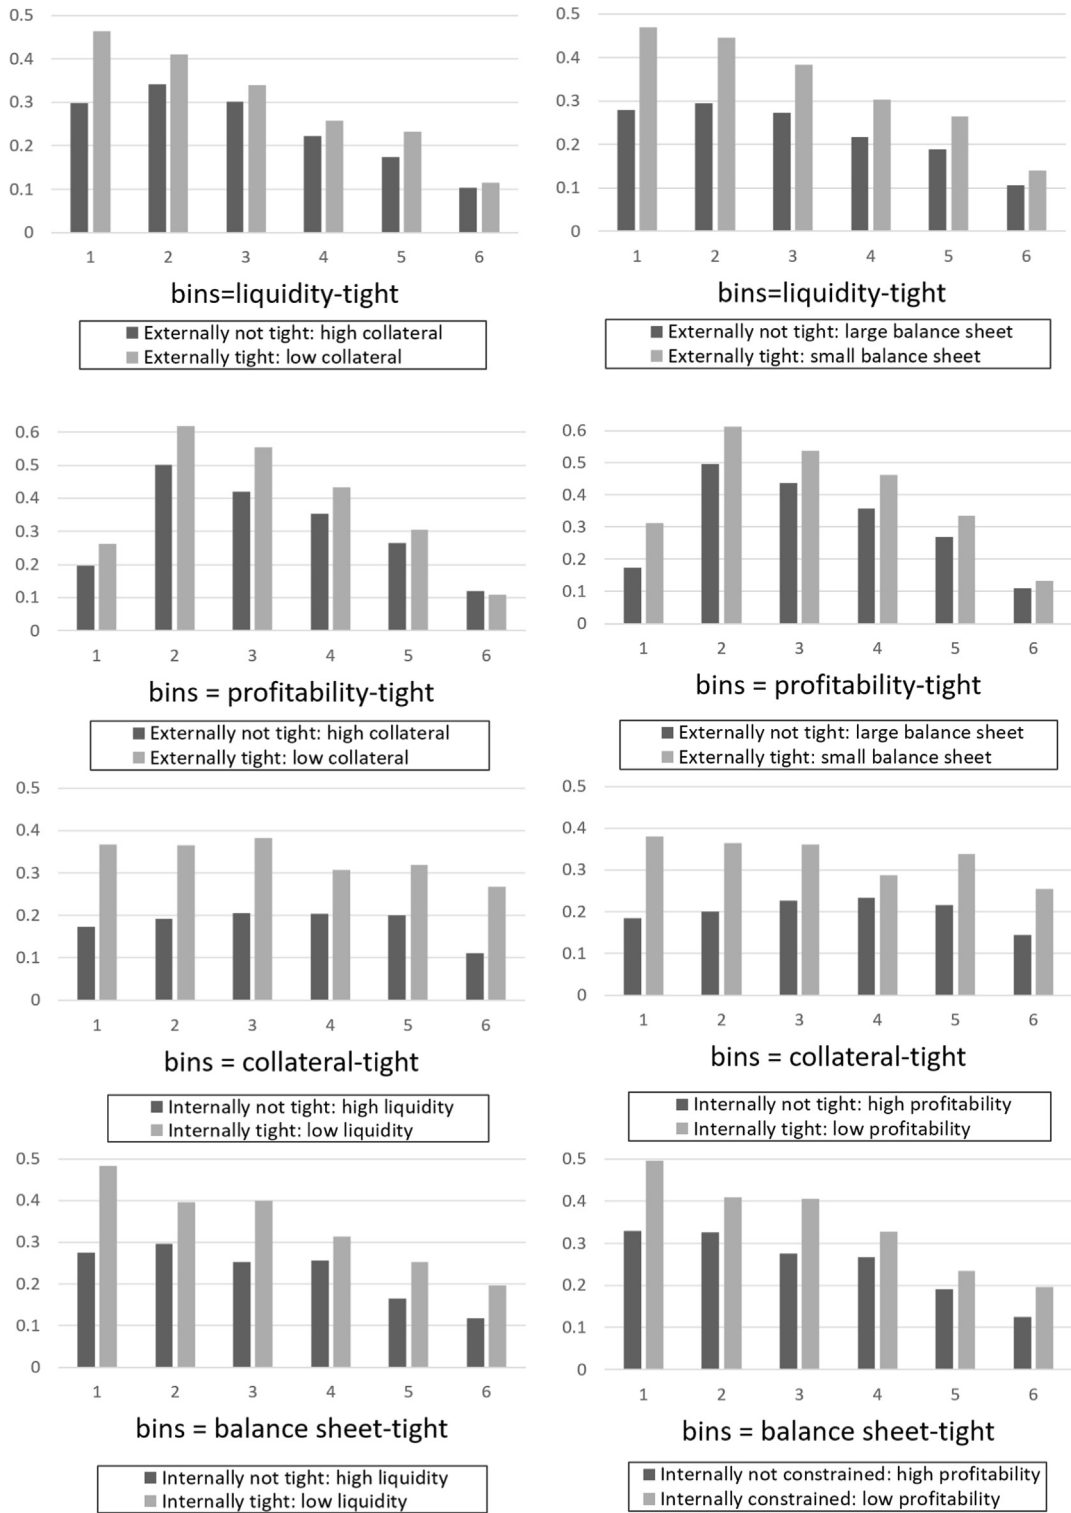 0.5
0.4
0.3
0.2
0.1
0
1 2 3 4 5 6
bins=liquidity-tight
Externally not tight: high collateral
Externally tight: low collateral
0.5
0.4
0.3
0.2
0.1
0
1 2 3 4 5 6
bins=liquidity-tight
Externally not tight: large balance sheet
Externally tight: small balance sheet
0.6
0.5
0.4
0.3
0.2
0.1
0
1 2 3 4 5 6
bins = profitability-tight
Externally not tight: high collateral
Externally tight: low collateral
0.6
0.5
0.4
0.3
0.2
0.1
0
1 2 3 4 5 6
bins = profitability-tight
Externally not tight: large balance sheet
Externally tight: small balance sheet
0.5
0.4
0.3
0.2
0.1
0
1 2 3 4 5 6
bins = collateral-tight
Internally not tight: high liquidity
Internally tight: low liquidity
0.5
0.4
0.3
0.2
0.1
0
1 2 3 4 5 6
bins = collateral-tight
Internally not tight: high profitability
Internally tight: low profitability
0.5
0.4
0.3
0.2
0.1
0
1 2 3 4 5 6
bins = balance sheet-tight
Internally not tight: high liquidity
Internally tight: low liquidity
0.5
0.4
0.3
0.2
0.1
0
1 2 3 4 5 6
bins = balance sheet-tight
Internally not constrained: high profitability
Internally constrained: low profitability